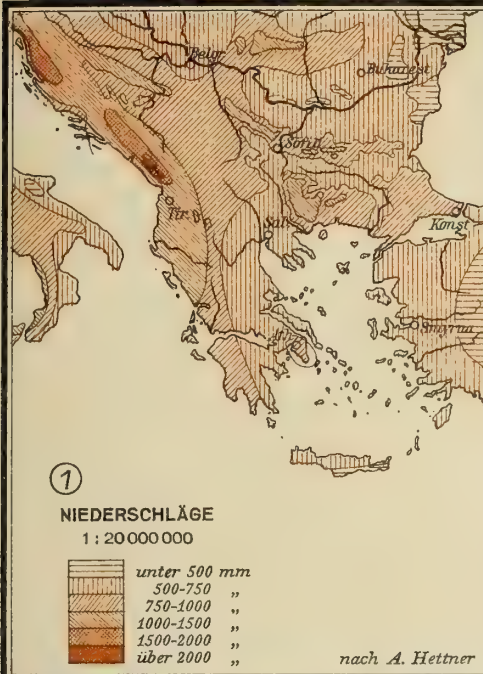 Belgr.
Bukarest
Sofia
Tir.
Sal.
Konst
Smyrna
①
NIEDERSCHLÄGE
1 : 20 000 000
unter 500 mm
500-750 „
750-1000 „
1000-1500 „
1500-2000 „
über 2000 „
nach A. Hettner